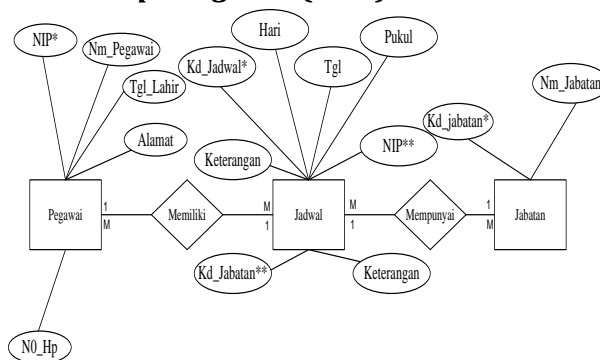 NIP*
Nm_Pegawai
Tgl_Lahir
Alamat
Hari
Pukul
Kd_Jadwal*
Tgl
Keterangan
NIP**
Nm_Jabatan
Kd_jabatan*
Pegawai
1
M
Memiliki
M
1
Jadwal
M
1
Mempunyai
1
M
Jabatan
Kd_Jabatan**
Keterangan
N0_Hp